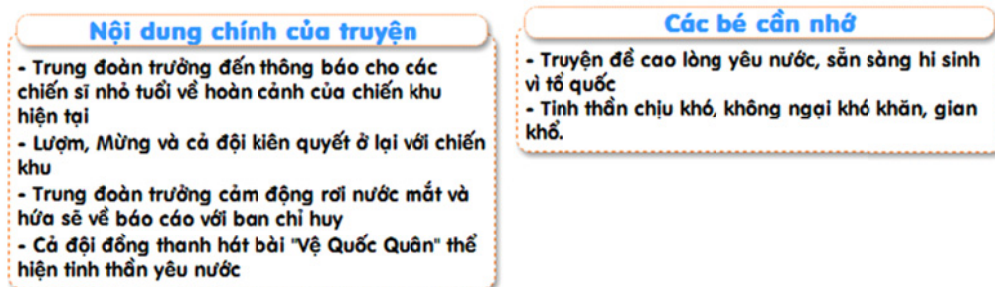 Nội dung chính của truyện
- Trung đoàn trưởng đến thông báo cho các
chiến sĩ nhỏ tuổi về hoàn cảnh của chiến khu
hiện tại
- Lượm, Mừng và cả đội kiên quyết ở lại với chiến
khu
- Trung đoàn trưởng cảm động rơi nước mắt và
hứa sẽ về báo cáo với ban chỉ huy
- Cả đội đồng thanh hát bài "Vệ Quốc Quân" thể
hiện tinh thần yêu nước
Các bé cần nhớ
- Truyện đề cao lòng yêu nước, sẵn sàng hi sinh
vì tổ quốc
- Tinh thần chịu khó, không ngại khó khăn, gian
khổ.